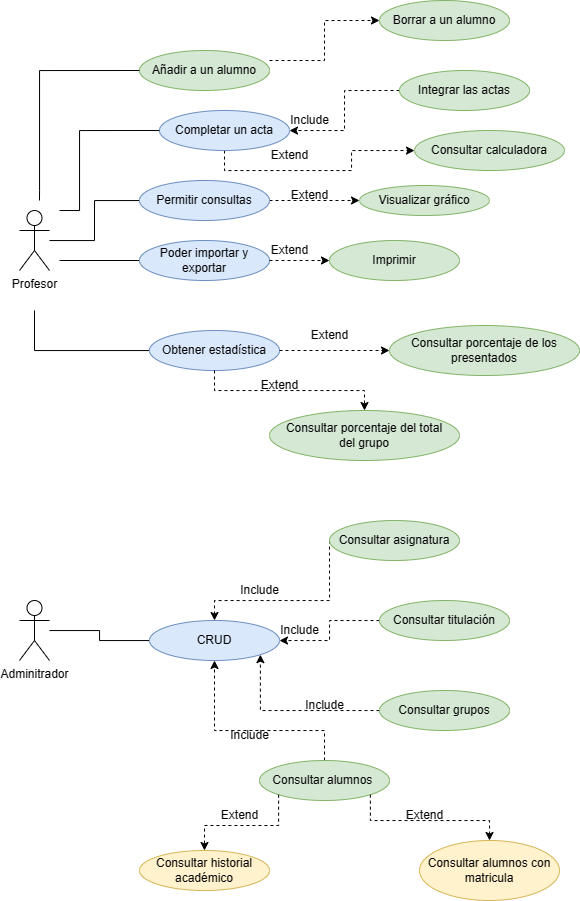 Borrar a un alumno
Añadir a un alumno
Integrar las actas
Include
Completar un acta
Extend
Consultar calculadora
Permitir consultas
Extend
Visualizar gráfico
Profesor
Poder importar y
exportar
Extend
Imprimir
Obtener estadística
Extend
Consultar porcentaje de los
presentados
Extend
Consultar porcentaje del total
del grupo
Consultar asignatura
Include
Adminitrador
CRUD
Include
Consultar titulación
Include
Consultar grupos
Include
Consultar alumnos
Extend
Extend
Consultar historial
académico
Consultar alumnos con
matricula